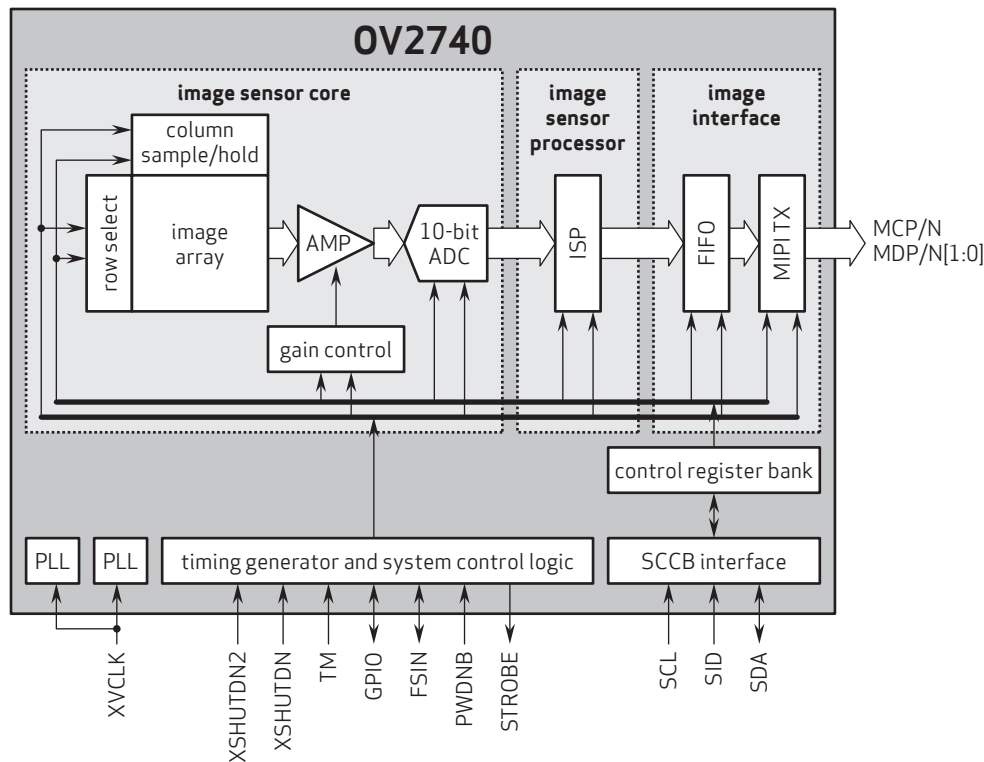 OV2740
image sensor core
image
sensor
processor
image
interface
column
sample/hold
row select
image
array
AMP
10-bit
ADC
ISP
FIFO
MIPI TX
MCP/N
MDP/N[1:0]
gain control
control register bank
PLL
PLL
timing generator and system control logic
SCCB interface
XVCLK
XSHUTDN2
XSHUTDN
TM
GPIO
FSIN
PWDNB
STROBE
SCL
SID
SDA